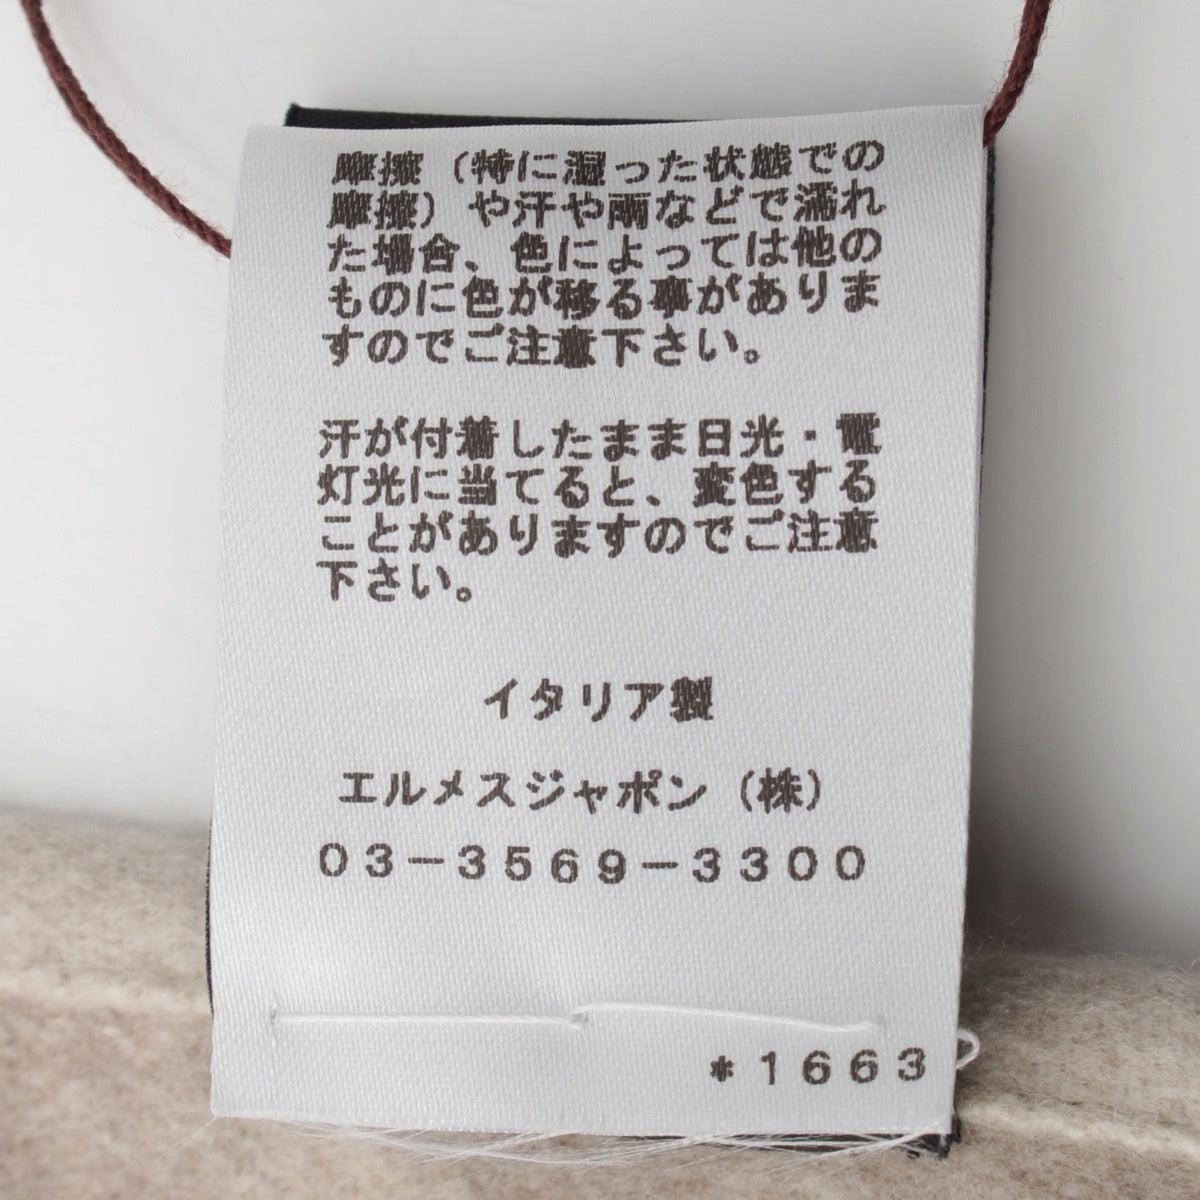 摩擦（特に湿った状態での
摩擦）や汗や雨などで濡れ
た場合、色によっては他の
ものに色が移る事がありま
すのでご注意下さい。
汗が付着したまま日光・電
灯光に当てると、変色する
ことがありますのでご注意
下さい。
イタリア製
エルメスジャポン（株）
03－3569－3300
*1663